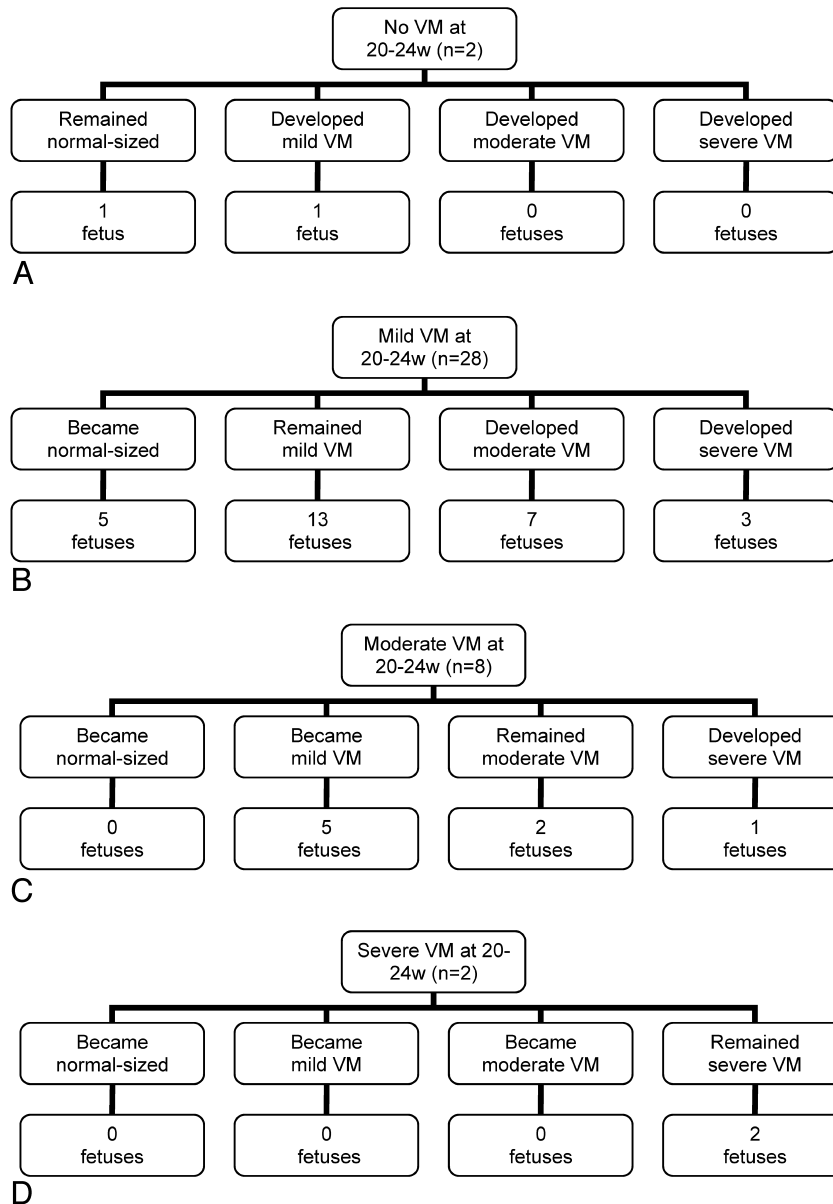 No VM at
20-24w (n=2)
Remained
normal-sized
Developed
mild VM
Developed
moderate VM
Developed
severe VM
1
fetus
1
fetus
0
fetuses
0
fetuses
A
Mild VM at
20-24w (n=28)
Became
normal-sized
Remained
mild VM
Developed
moderate VM
Developed
severe VM
5
fetuses
13
fetuses
7
fetuses
3
fetuses
B
Moderate VM at
20-24w (n=8)
Became
normal-sized
Became
mild VM
Remained
moderate VM
Developed
severe VM
0
fetuses
5
fetuses
2
fetuses
1
fetuses
C
Severe VM at 20-
24w (n=2)
Became
normal-sized
Became
mild VM
Became
moderate VM
Remained
severe VM
0
fetuses
0
fetuses
0
fetuses
2
fetuses
D